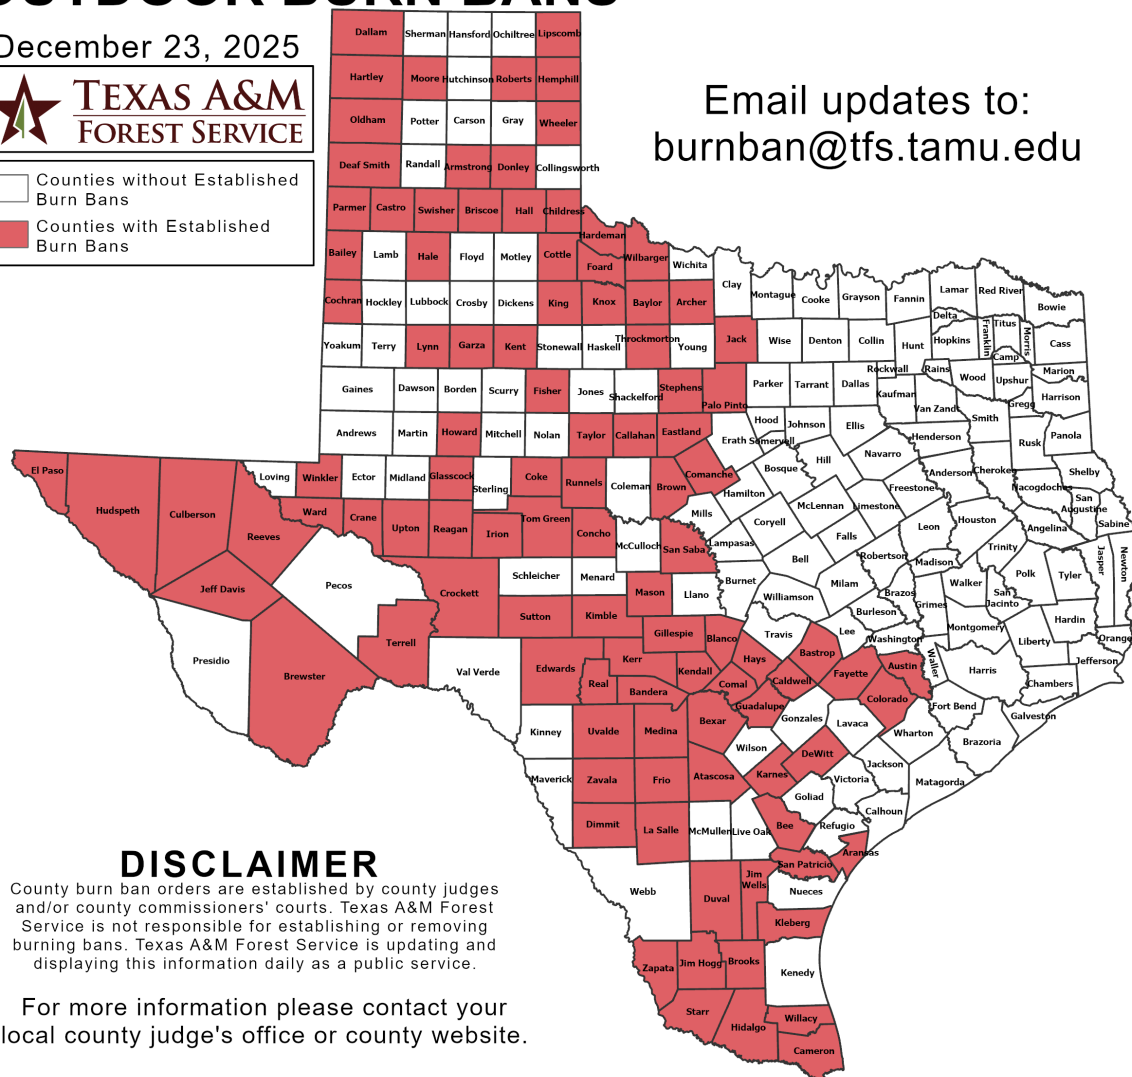 OUTDOOR BURN BANS
December 23, 2025
TEXAS A&M
FOREST SERVICE
Counties without Established
Burn Bans
Counties with Established
Burn Bans
Email updates to:
burnban@tfs.tamu.edu
Dallam Sherman Hansford Ochiltree Lipscomb
Hartley Moore Hutchinson Roberts Hemphill
Oldham Potter Carson Gray Wheeler
Deaf Smith Randall Armstrong Donley Collingsworth
Parmer Castro Swisher Briscoe Hall Childress
Hardeman
Bailey Lamb Hale Floyd Motley Cottle Foard Wilbarger Wichita
Clay Montague Cooke Grayson Fannin Lamar Red River Bowie
Cochran Hockley Lubbock Crosby Dickens King Knox Baylor Archer
Delta Franklin Titus Morris Cass
Yoakum Terry Lynn Garza Kent Stonewall Haskell Throckmorton Young Jack Wise Denton Collin Hunt Hopkins Camp
Rockwall Rains Wood Upshur Marion
Gaines Dawson Borden Scurry Fisher Jones Shackelford Stephens Palo Pinto Parker Tarrant Dallas Kaufman Van Zandt Gregg Harrison
Andrews Martin Howard Mitchell Nolan Taylor Callahan Eastland Erath Hood Somervell Johnson Ellis Henderson Smith Rusk Panola
El Paso Hudspeth Culberson Reeves Loving Winkler Ector Midland Glasscock Sterling Coke Runnels Coleman Brown Comanche Hamilton Bosque Hill Navarro Freestone Anderson Cherokee Nacogdoches Shelby
San
Augustine
Sabine
Ward Crane Upton Reagan Irion Tom Green Concho McCulloch San Saba Mills Lampasas Coryell McLennan Limestone Falls Leon Houston Angelina
Jeff Davis Pecos Crockett Schleicher Menard Mason Llano Burnet Bell Milam Robertson Madison Trinity Polk Tyler Jasper Newton
Williamson Brazos Grimes Walker
San
Jacinto
Hardin
Presidio Brewster Terrell Val Verde Sutton Kimble Gillespie Blanco Travis Lee Burleson Washington Montgomery Liberty Orange
Edwards Real Kerr Bandera Kendall Comal Hays Caldwell Bastrop Fayette Austin Waller Harris Chambers Jefferson
Kinney Uvalde Medina Bexar Guadalupe Gonzales Lavaca Colorado Wharton Fort Bend Brazoria Galveston
Maverick Zavala Frio Atascosa Wilson Karnes DeWitt Victoria Jackson Matagorda
Dimmit La Salle McMullen Live Oak Bee Goliad Refugio Calhoun
Aransas
San Patricio
Webb Duval
Jim
Wells
Nueces
Kleberg
Zapata Jim Hogg Brooks Kenedy
Starr Hidalgo Willacy
Cameron
DISCLAIMER
County burn ban orders are established by county judges
and/or county commissioners' courts. Texas A&M Forest
Service is not responsible for establishing or removing
burning bans. Texas A&M Forest Service is updating and
displaying this information daily as a public service.
For more information please contact your
local county judge's office or county website.